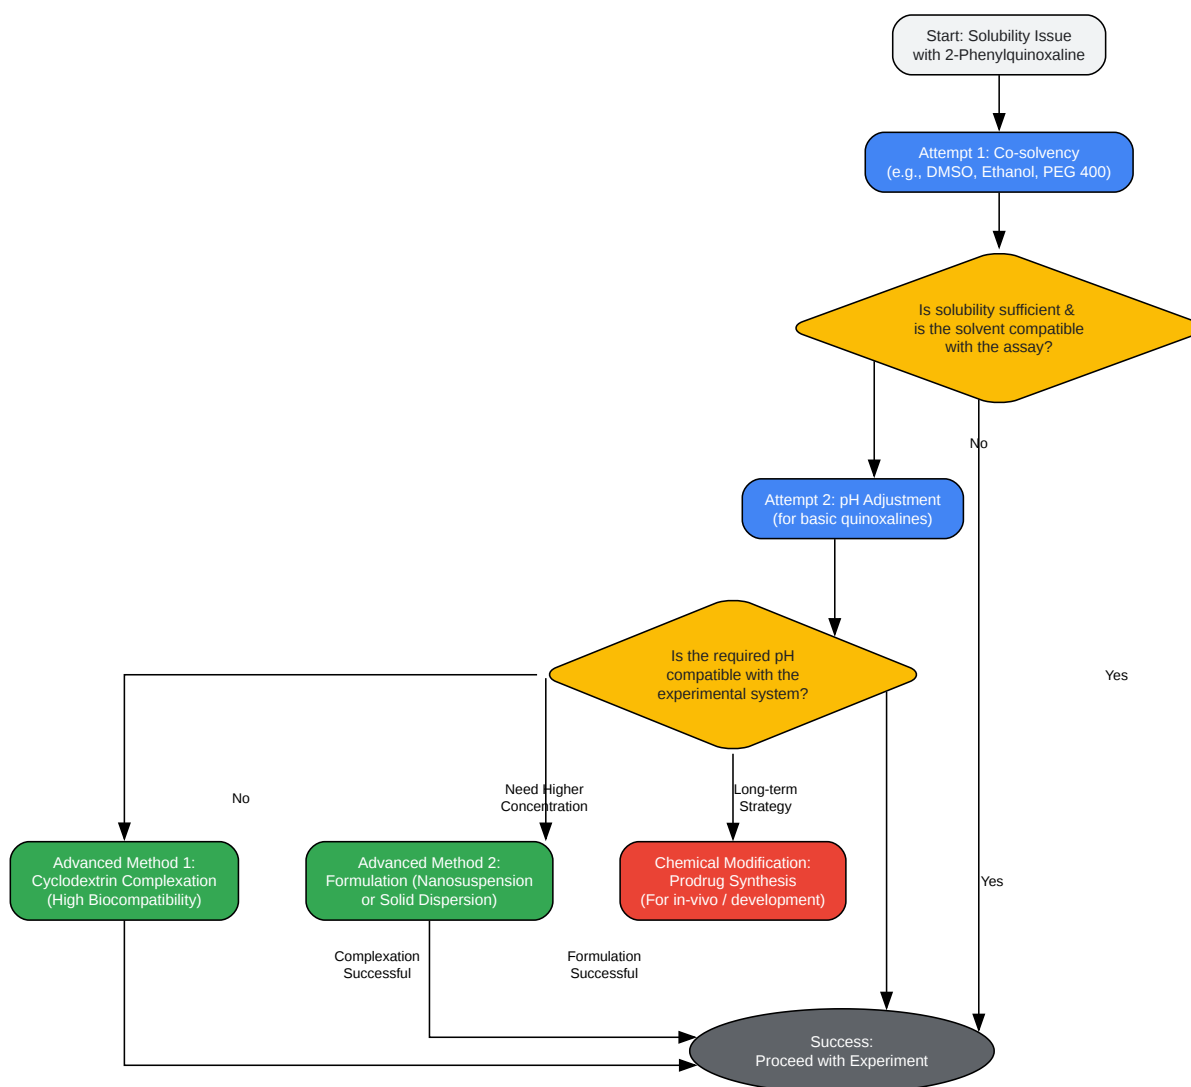 Start: Solubility Issue
with 2-Phenylquinoxaline
Attempt 1: Co-solvency
(e.g., DMSO, Ethanol, PEG 400)
Is solubility sufficient &
is the solvent compatible
with the assay?
No
Attempt 2: pH Adjustment
(for basic quinoxalines)
Is the required pH
compatible with the
experimental system?
Yes
No
Need Higher
Concentration
Long-term
Strategy
Advanced Method 1:
Cyclodextrin Complexation
(High Biocompatibility)
Advanced Method 2:
Formulation (Nanosuspension
or Solid Dispersion)
Chemical Modification:
Prodrug Synthesis
(For in-vivo / development)
Yes
Complexation
Successful
Formulation
Successful
Success:
Proceed with Experiment